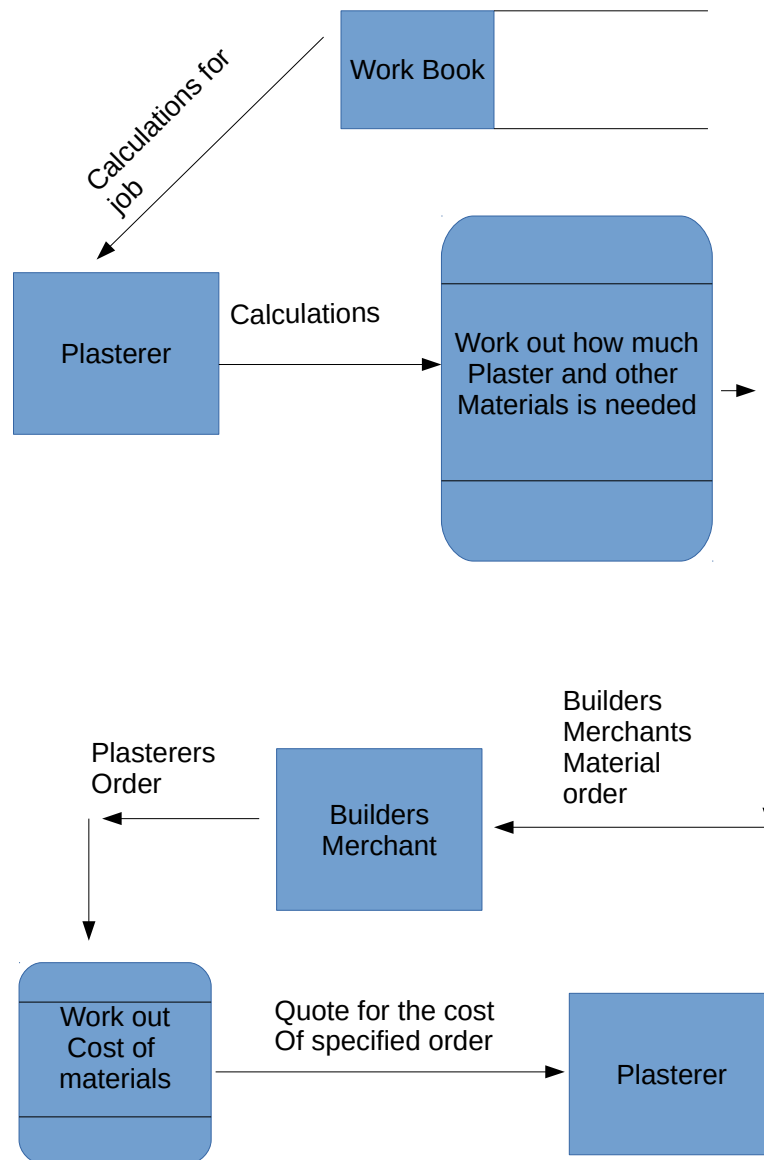 Work Book
Calculations for
job
Plasterer
Calculations
Work out how much
Plaster and other
Materials is needed
Builders
Merchants
Material
order
Plasterers
Order
Builders
Merchant
Work out
Cost of
materials
Quote for the cost
Of specified order
Plasterer